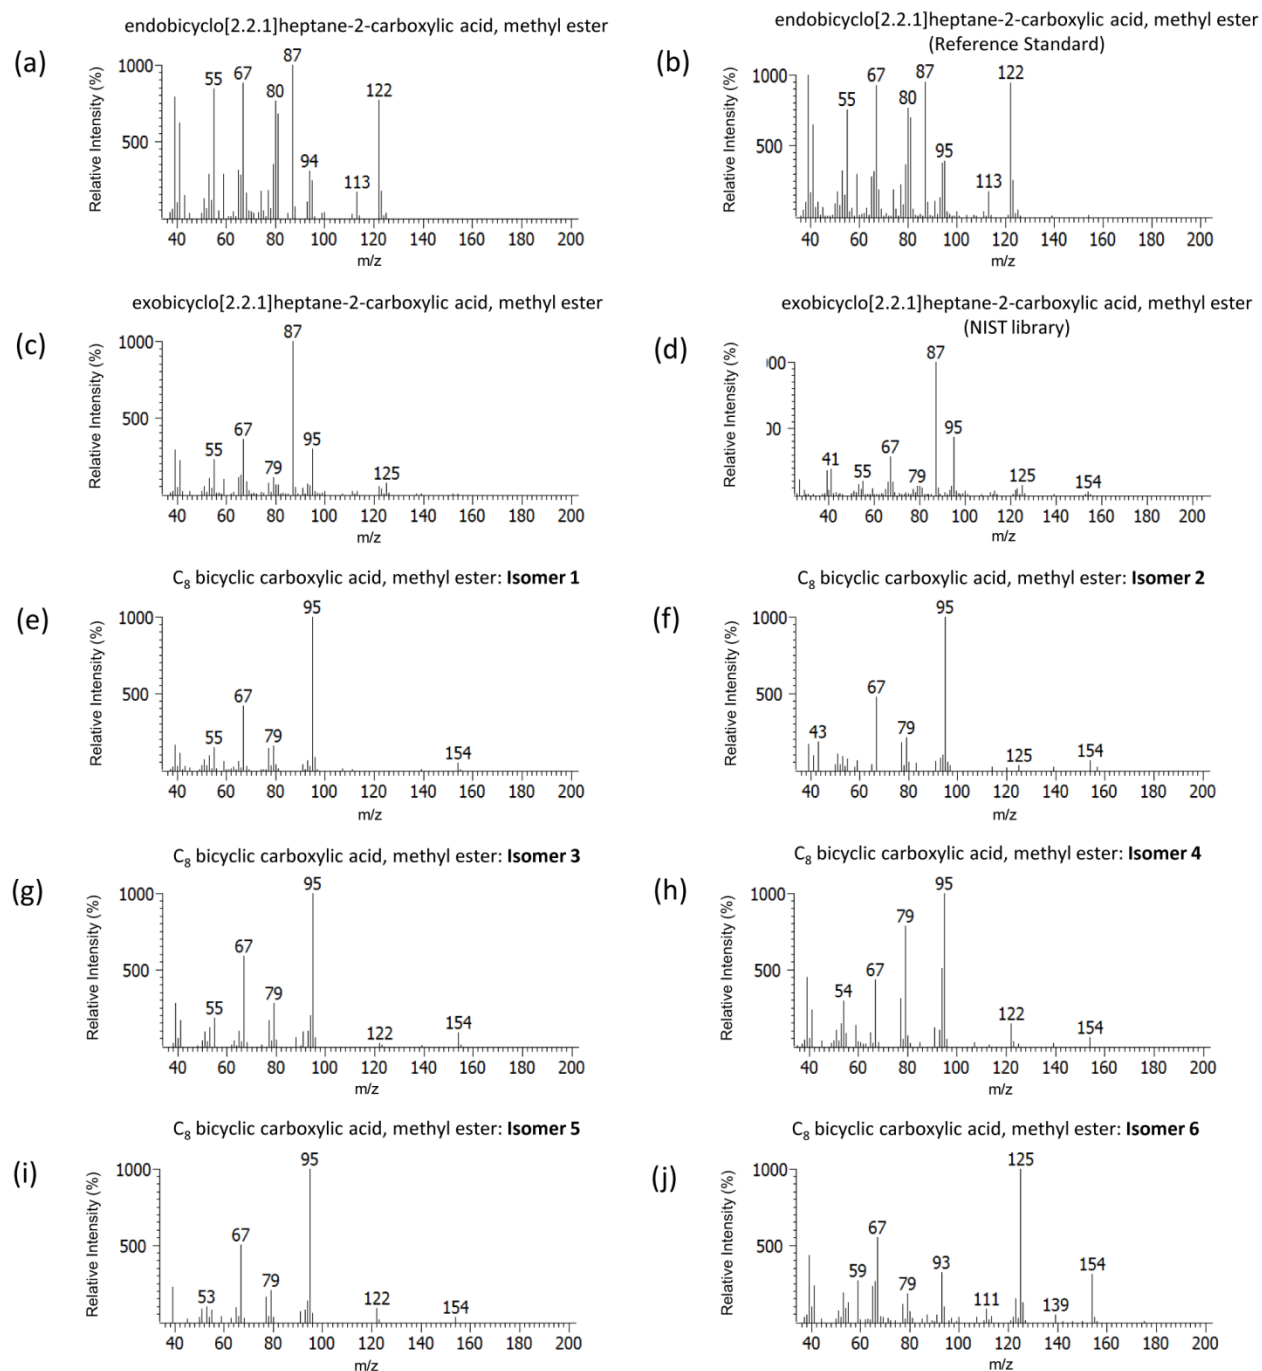 (a)
endobicyclo[2.2.1]heptane-2-carboxylic acid, methyl ester
Relative Intensity (%)
1000
500
55
67
80
87
94
113
122
40 60 80 100 120 140 160 180 200
m/z
(b)
endobicyclo[2.2.1]heptane-2-carboxylic acid, methyl ester
(Reference Standard)
Relative Intensity (%)
1000
500
55
67
80
87
95
113
122
40 60 80 100 120 140 160 180 200
m/z
(c)
exobicyclo[2.2.1]heptane-2-carboxylic acid, methyl ester
Relative Intensity (%)
1000
500
55
67
79
87
95
125
40 60 80 100 120 140 160 180 200
m/z
(d)
exobicyclo[2.2.1]heptane-2-carboxylic acid, methyl ester
(NIST library)
Relative Intensity (%)
00
00
41
55
67
79
87
95
125
154
40 60 80 100 120 140 160 180 200
m/z
(e)
C₈ bicyclic carboxylic acid, methyl ester: Isomer 1
Relative Intensity (%)
1000
500
55
67
79
95
154
40 60 80 100 120 140 160 180 200
m/z
(f)
C₈ bicyclic carboxylic acid, methyl ester: Isomer 2
Relative Intensity (%)
1000
500
43
67
79
95
125
154
40 60 80 100 120 140 160 180 200
m/z
(g)
C₈ bicyclic carboxylic acid, methyl ester: Isomer 3
Relative Intensity (%)
1000
500
55
67
79
95
122
154
40 60 80 100 120 140 160 180 200
m/z
(h)
C₈ bicyclic carboxylic acid, methyl ester: Isomer 4
Relative Intensity (%)
1000
500
54
67
79
95
122
154
40 60 80 100 120 140 160 180 200
m/z
(i)
C₈ bicyclic carboxylic acid, methyl ester: Isomer 5
Relative Intensity (%)
1000
500
53
67
79
95
122
154
40 60 80 100 120 140 160 180 200
m/z
(j)
C₈ bicyclic carboxylic acid, methyl ester: Isomer 6
Relative Intensity (%)
1000
500
59
67
79
93
111
125
139
154
40 60 80 100 120 140 160 180 200
m/z